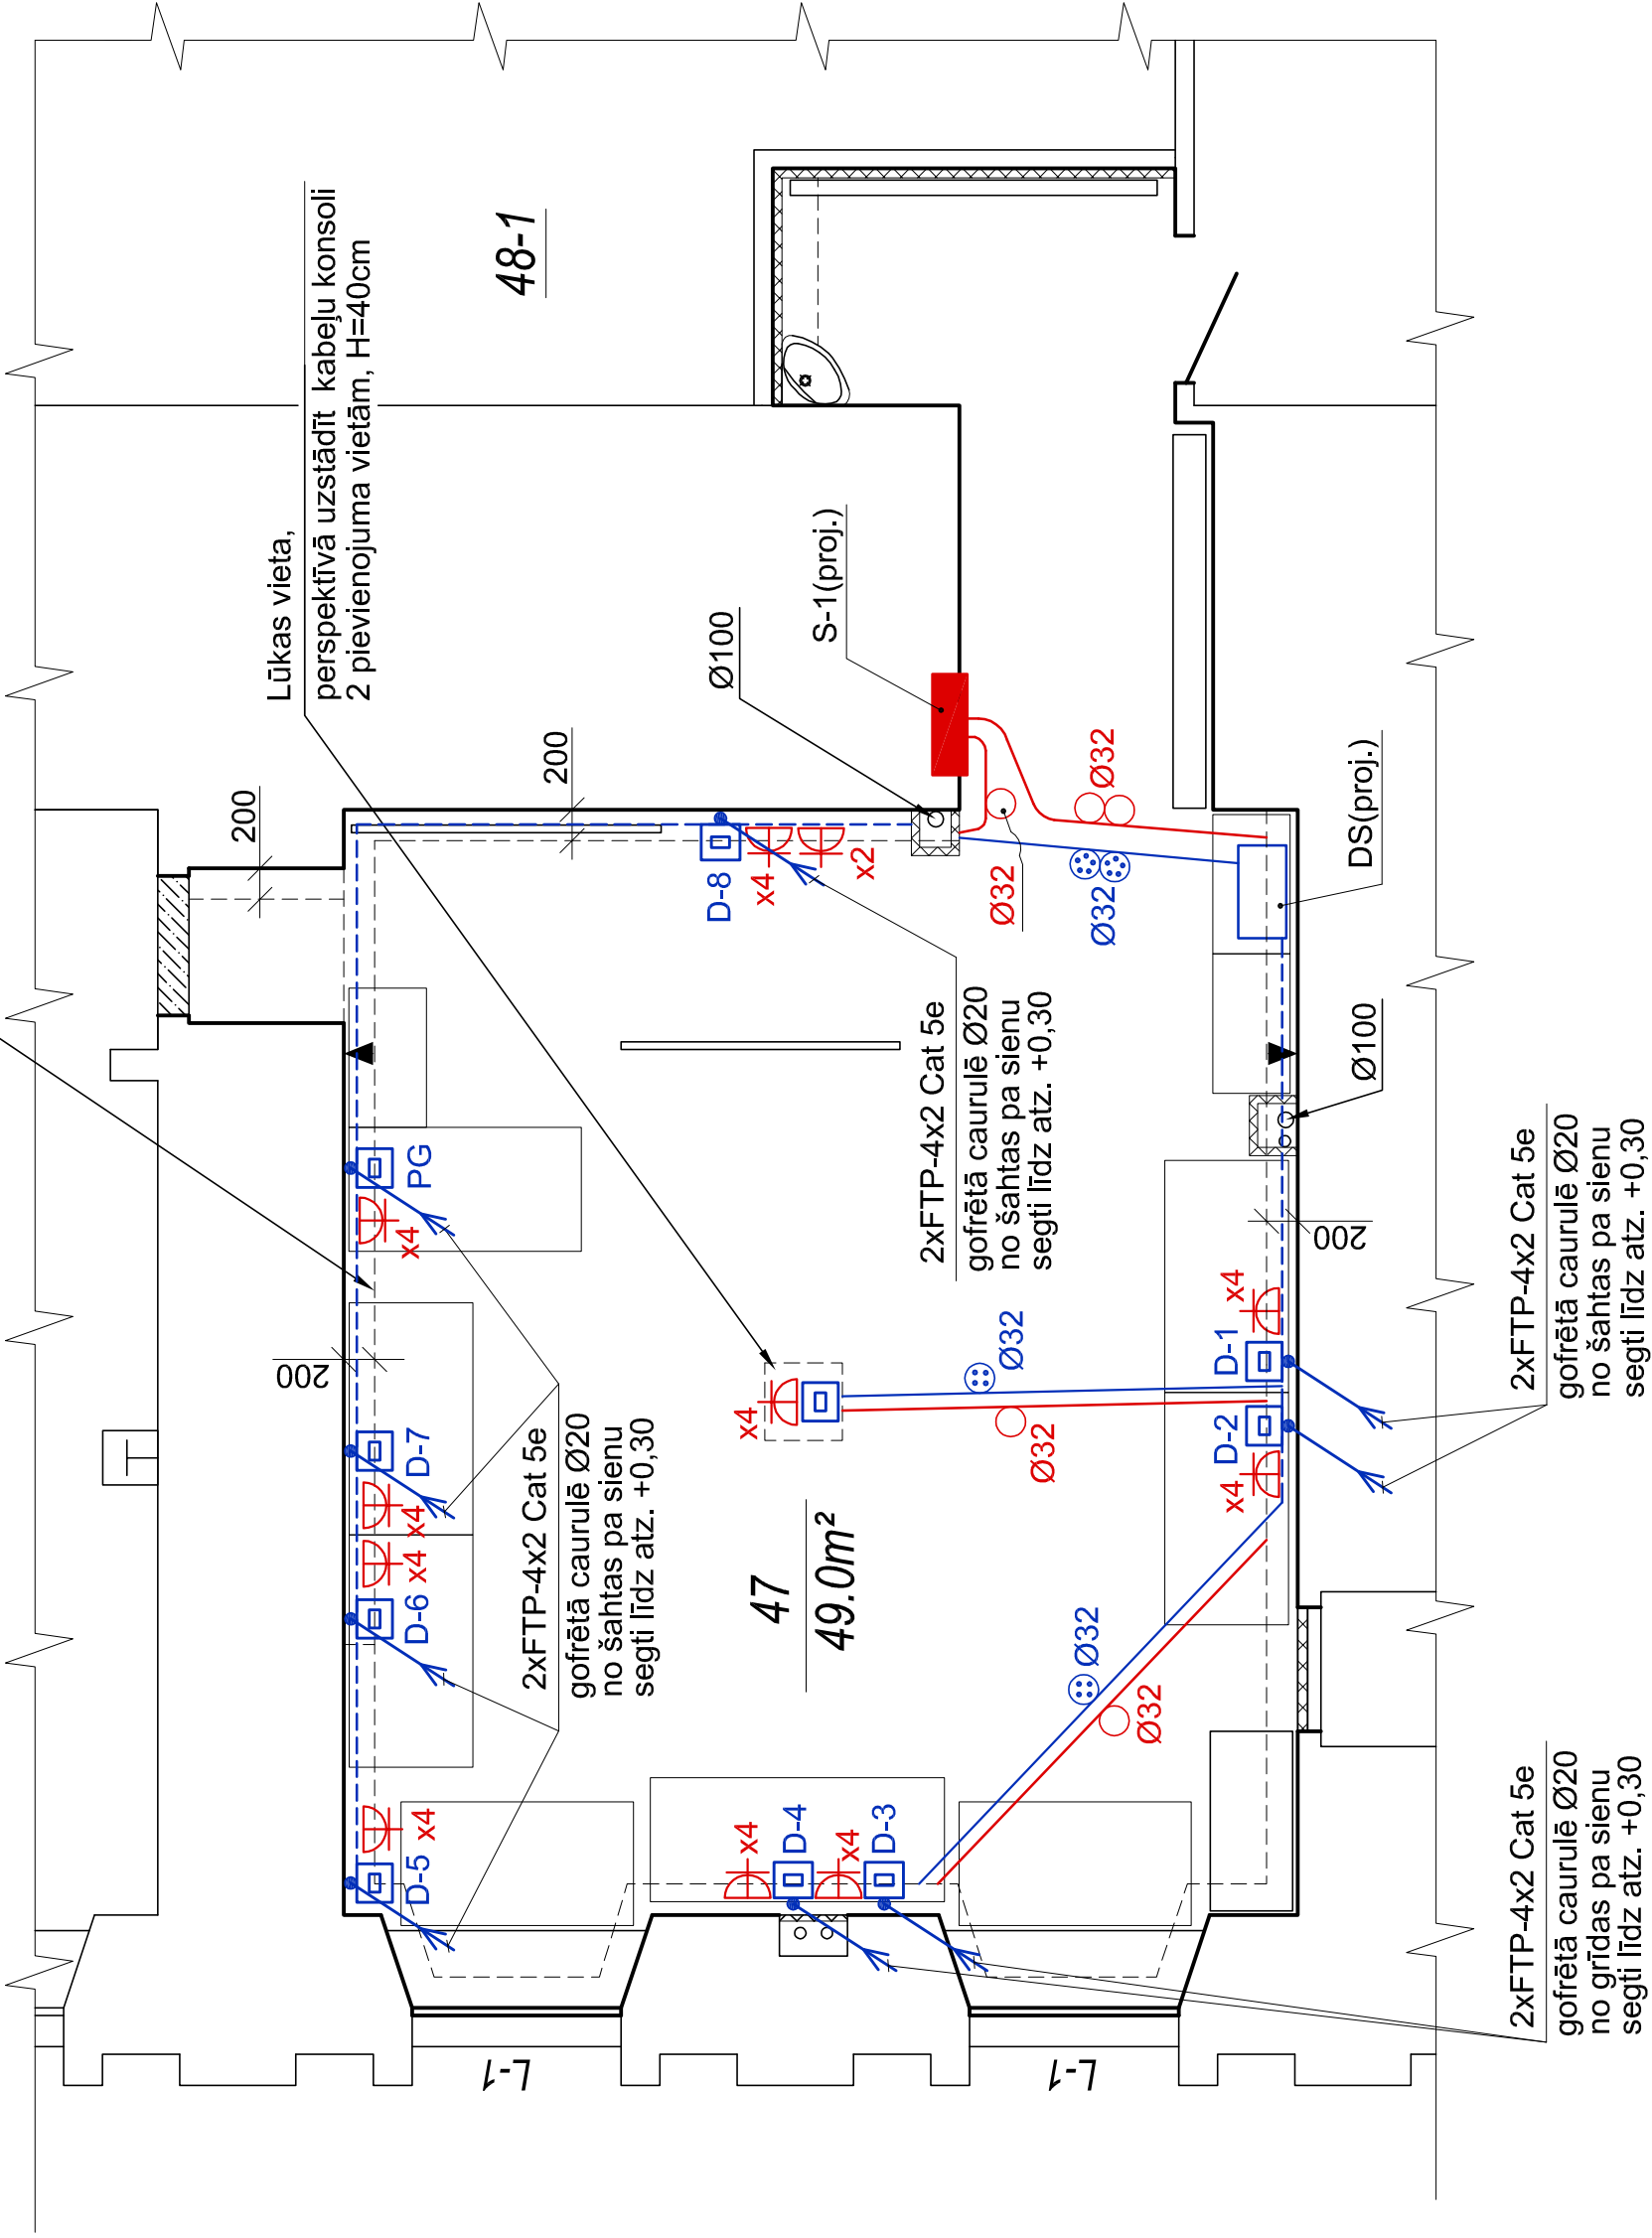 Lūkas vieta,
perspektīvā uzstādīt kabeļu konsoli
2 pievienojuma vietām, H=40cm
48-1
200
200
Ø100
S-1(proj.)
D-8
x4
x2
Ø32
Ø32
Ø32
DS(proj.)
2xFTP-4x2 Cat 5e
gofrētā caurulē Ø20
no šahtas pa sienu
segti līdz atz. +0,30
Ø100
PG
x4
200
200
D-7
x4
x4
D-6
2xFTP-4x2 Cat 5e
gofrētā caurulē Ø20
no šahtas pa sienu
segti līdz atz. +0,30
x4
Ø32
Ø32
x4
D-1
D-2
x4
2xFTP-4x2 Cat 5e
gofrētā caurulē Ø20
no šahtas pa sienu
segti līdz atz. +0,30
47
49.0m²
Ø32
Ø32
x4
D-5
x4
D-4
x4
D-3
2xFTP-4x2 Cat 5e
gofrētā caurulē Ø20
no grīdas pa sienu
segti līdz atz. +0,30
L-1
L-1